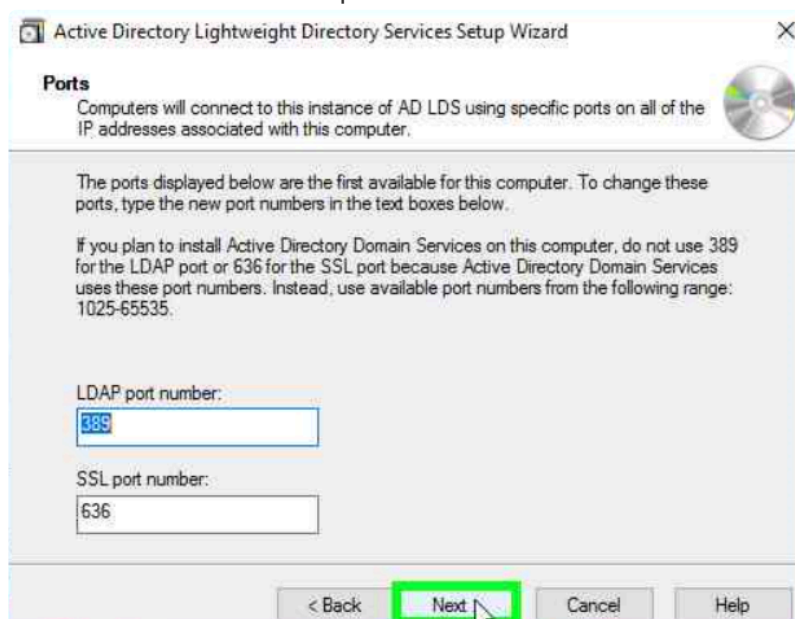 Active Directory Lightweight Directory Services Setup Wizard
Ports
Computers will connect to this instance of AD LDS using specific ports on all of the
IP addresses associated with this computer.
The ports displayed below are the first available for this computer. To change these
ports, type the new port numbers in the text boxes below.
If you plan to install Active Directory Domain Services on this computer, do not use 389
for the LDAP port or 636 for the SSL port because Active Directory Domain Services
uses these port numbers. Instead, use available port numbers from the following range:
1025-65535.
LDAP port number:
389
SSL port number:
636
< Back Next Cancel Help